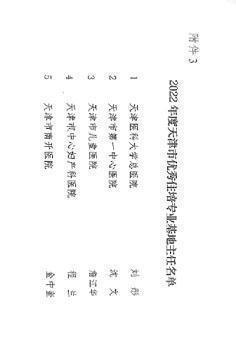 附件3
2022年度天津市优秀住培专业基地主任名单
1 天津医科大学总医院 刘彤
2 天津市第一中心医院 沈文
3 天津市儿童医院 詹江华
4 天津市中心妇产科医院 程兰
5 天津市南开医院 金中奎